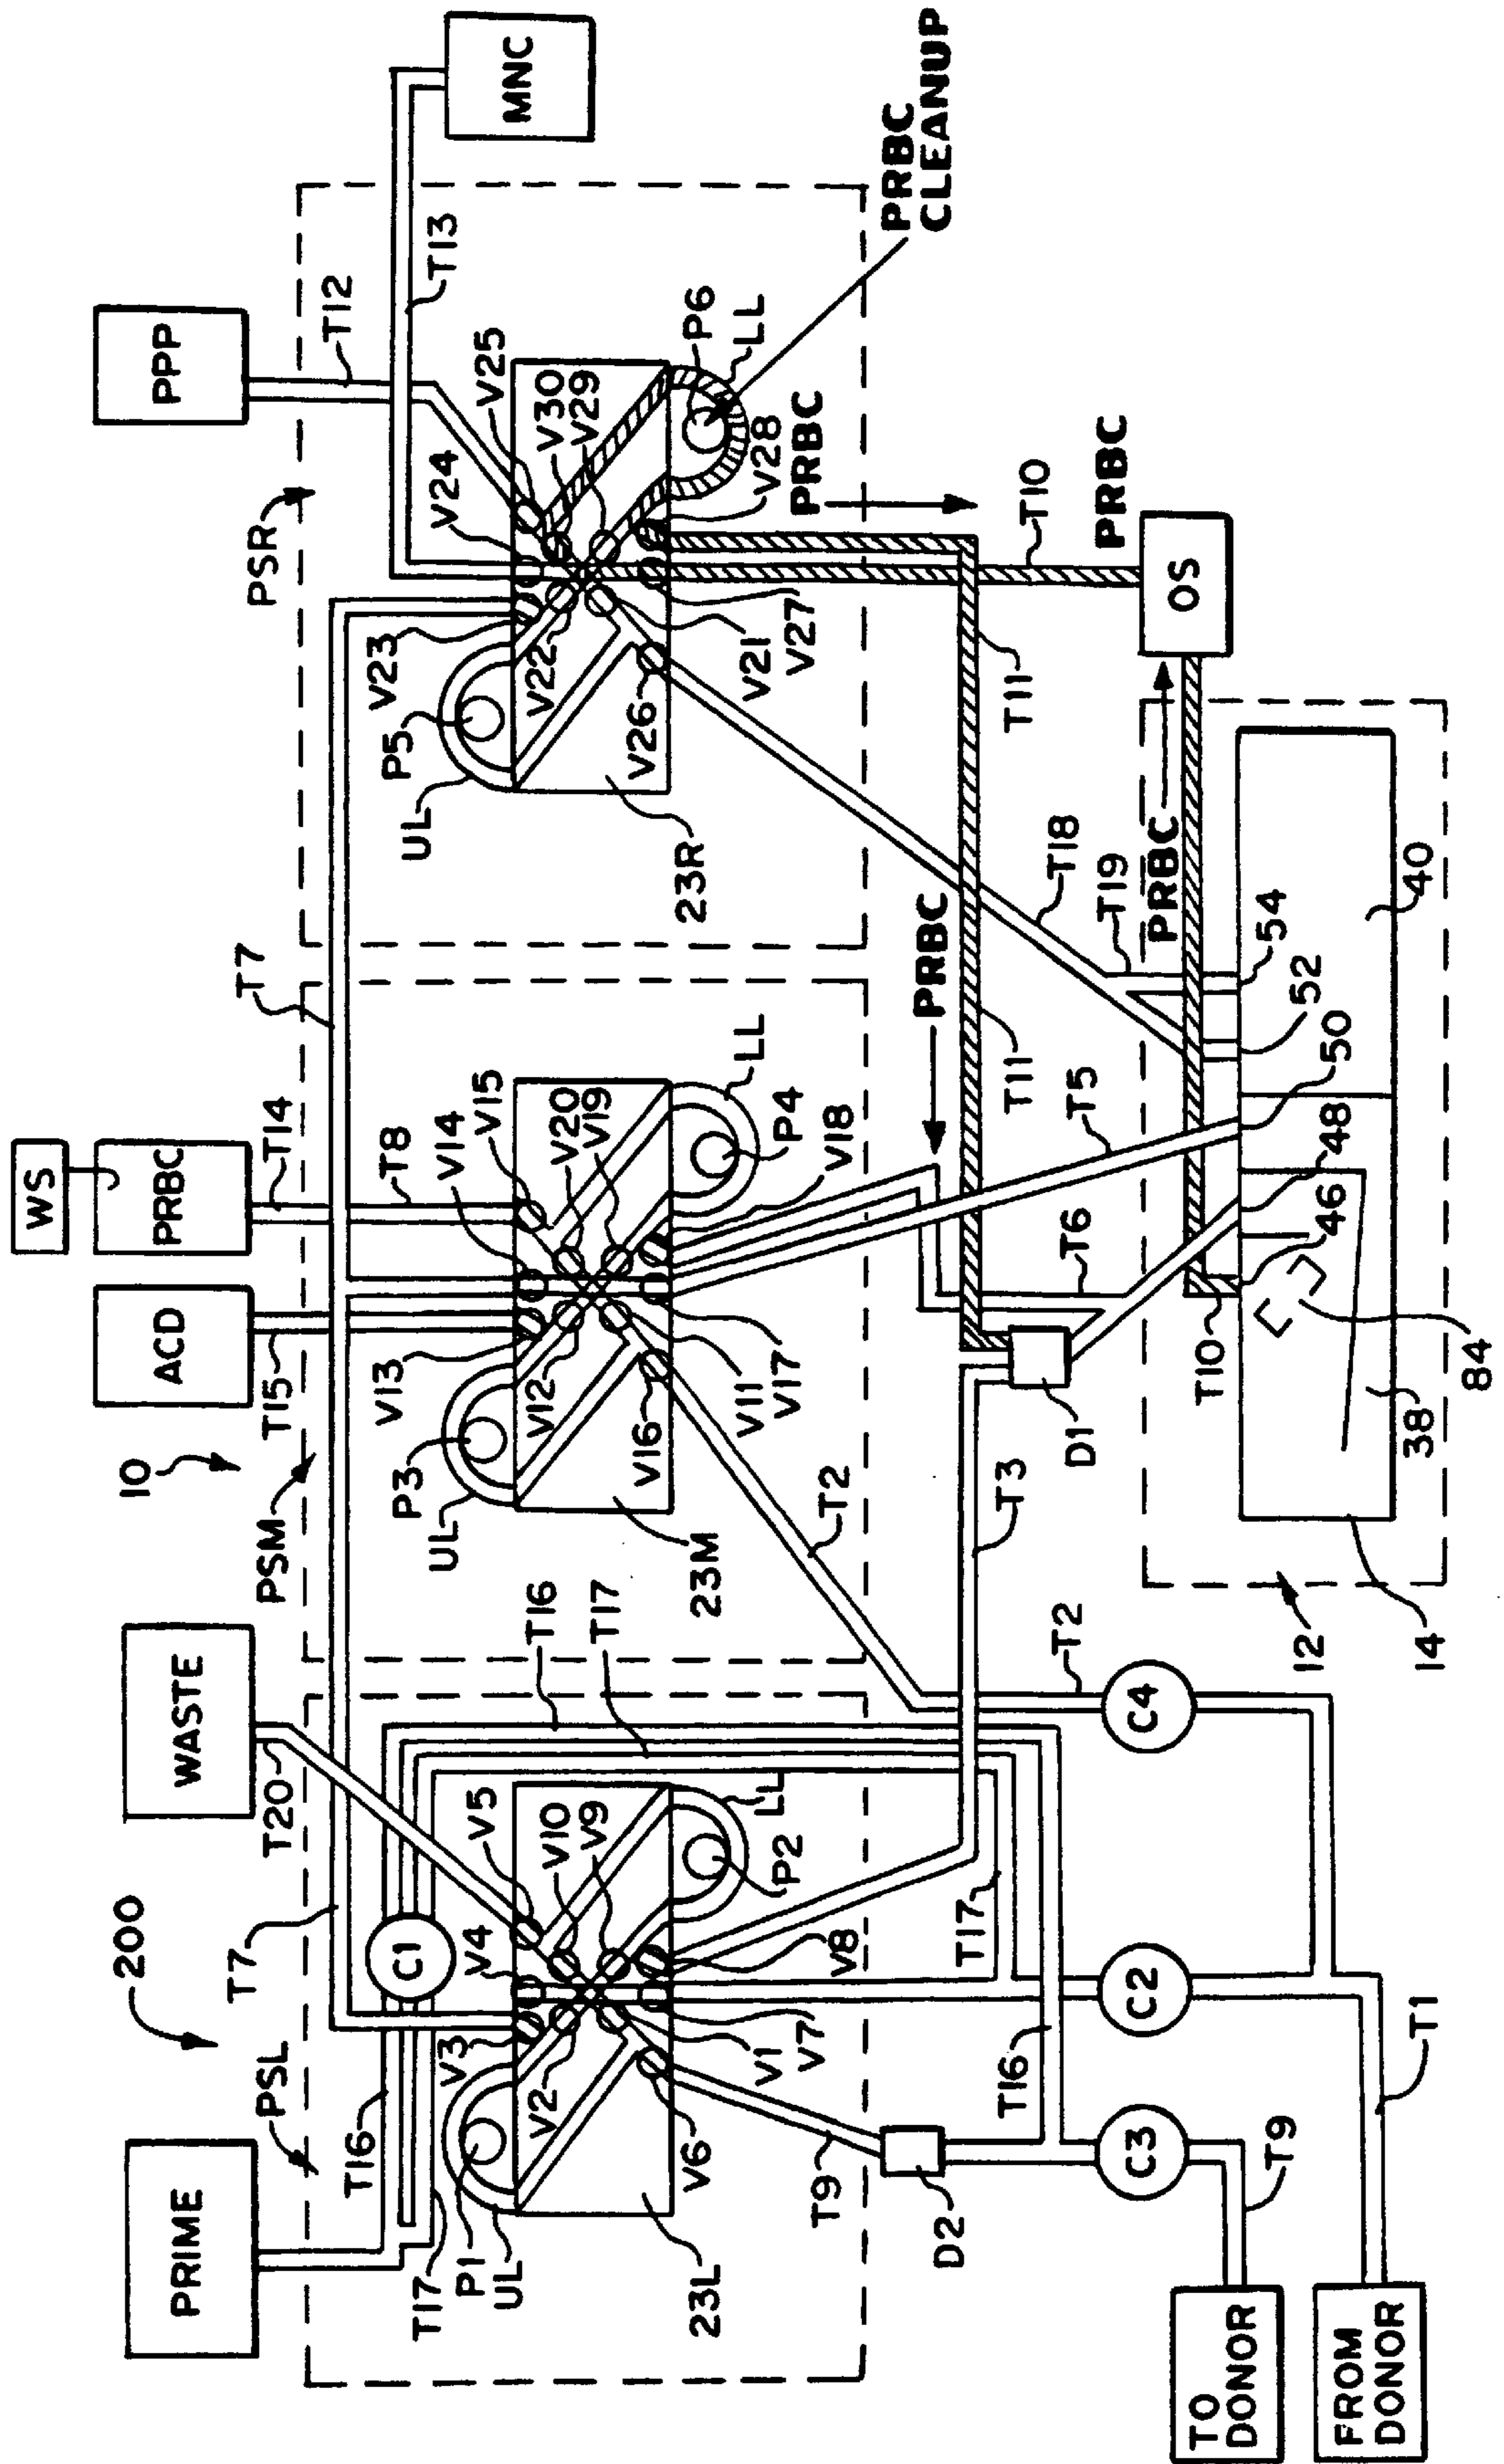 200
10
PRIME
WASTE
ACD
WS
PRBC
PPP
MNC
T20
T15
T14
T12
T7
T7
T13
PSL
PSM
PSR
T16
C1
T16
T8
T17
T17
P1
UL
V3
V4
V5
V2
V10
V9
V1
V7
V8
V6
P2
LL
23L
P3
UL
V13
V14
V15
V12
V20
V19
V11
V17
V18
V16
P4
LL
23M
P5
UL
V23
V24
V25
V22
V30
V29
V21
V27
V28
V26
P6
LL
23R
PRBC
CLEANUP
PRBC
PRBC
T9
D2
T17
T16
T2
T3
T2
D1
T6
T5
T11
T11
T10
T18
T19
PRBC
PRBC
OS
C3
C2
C4
T9
T1
TO
DONOR
FROM
DONOR
12
14
T10
46
48
50
52
54
38
84
40